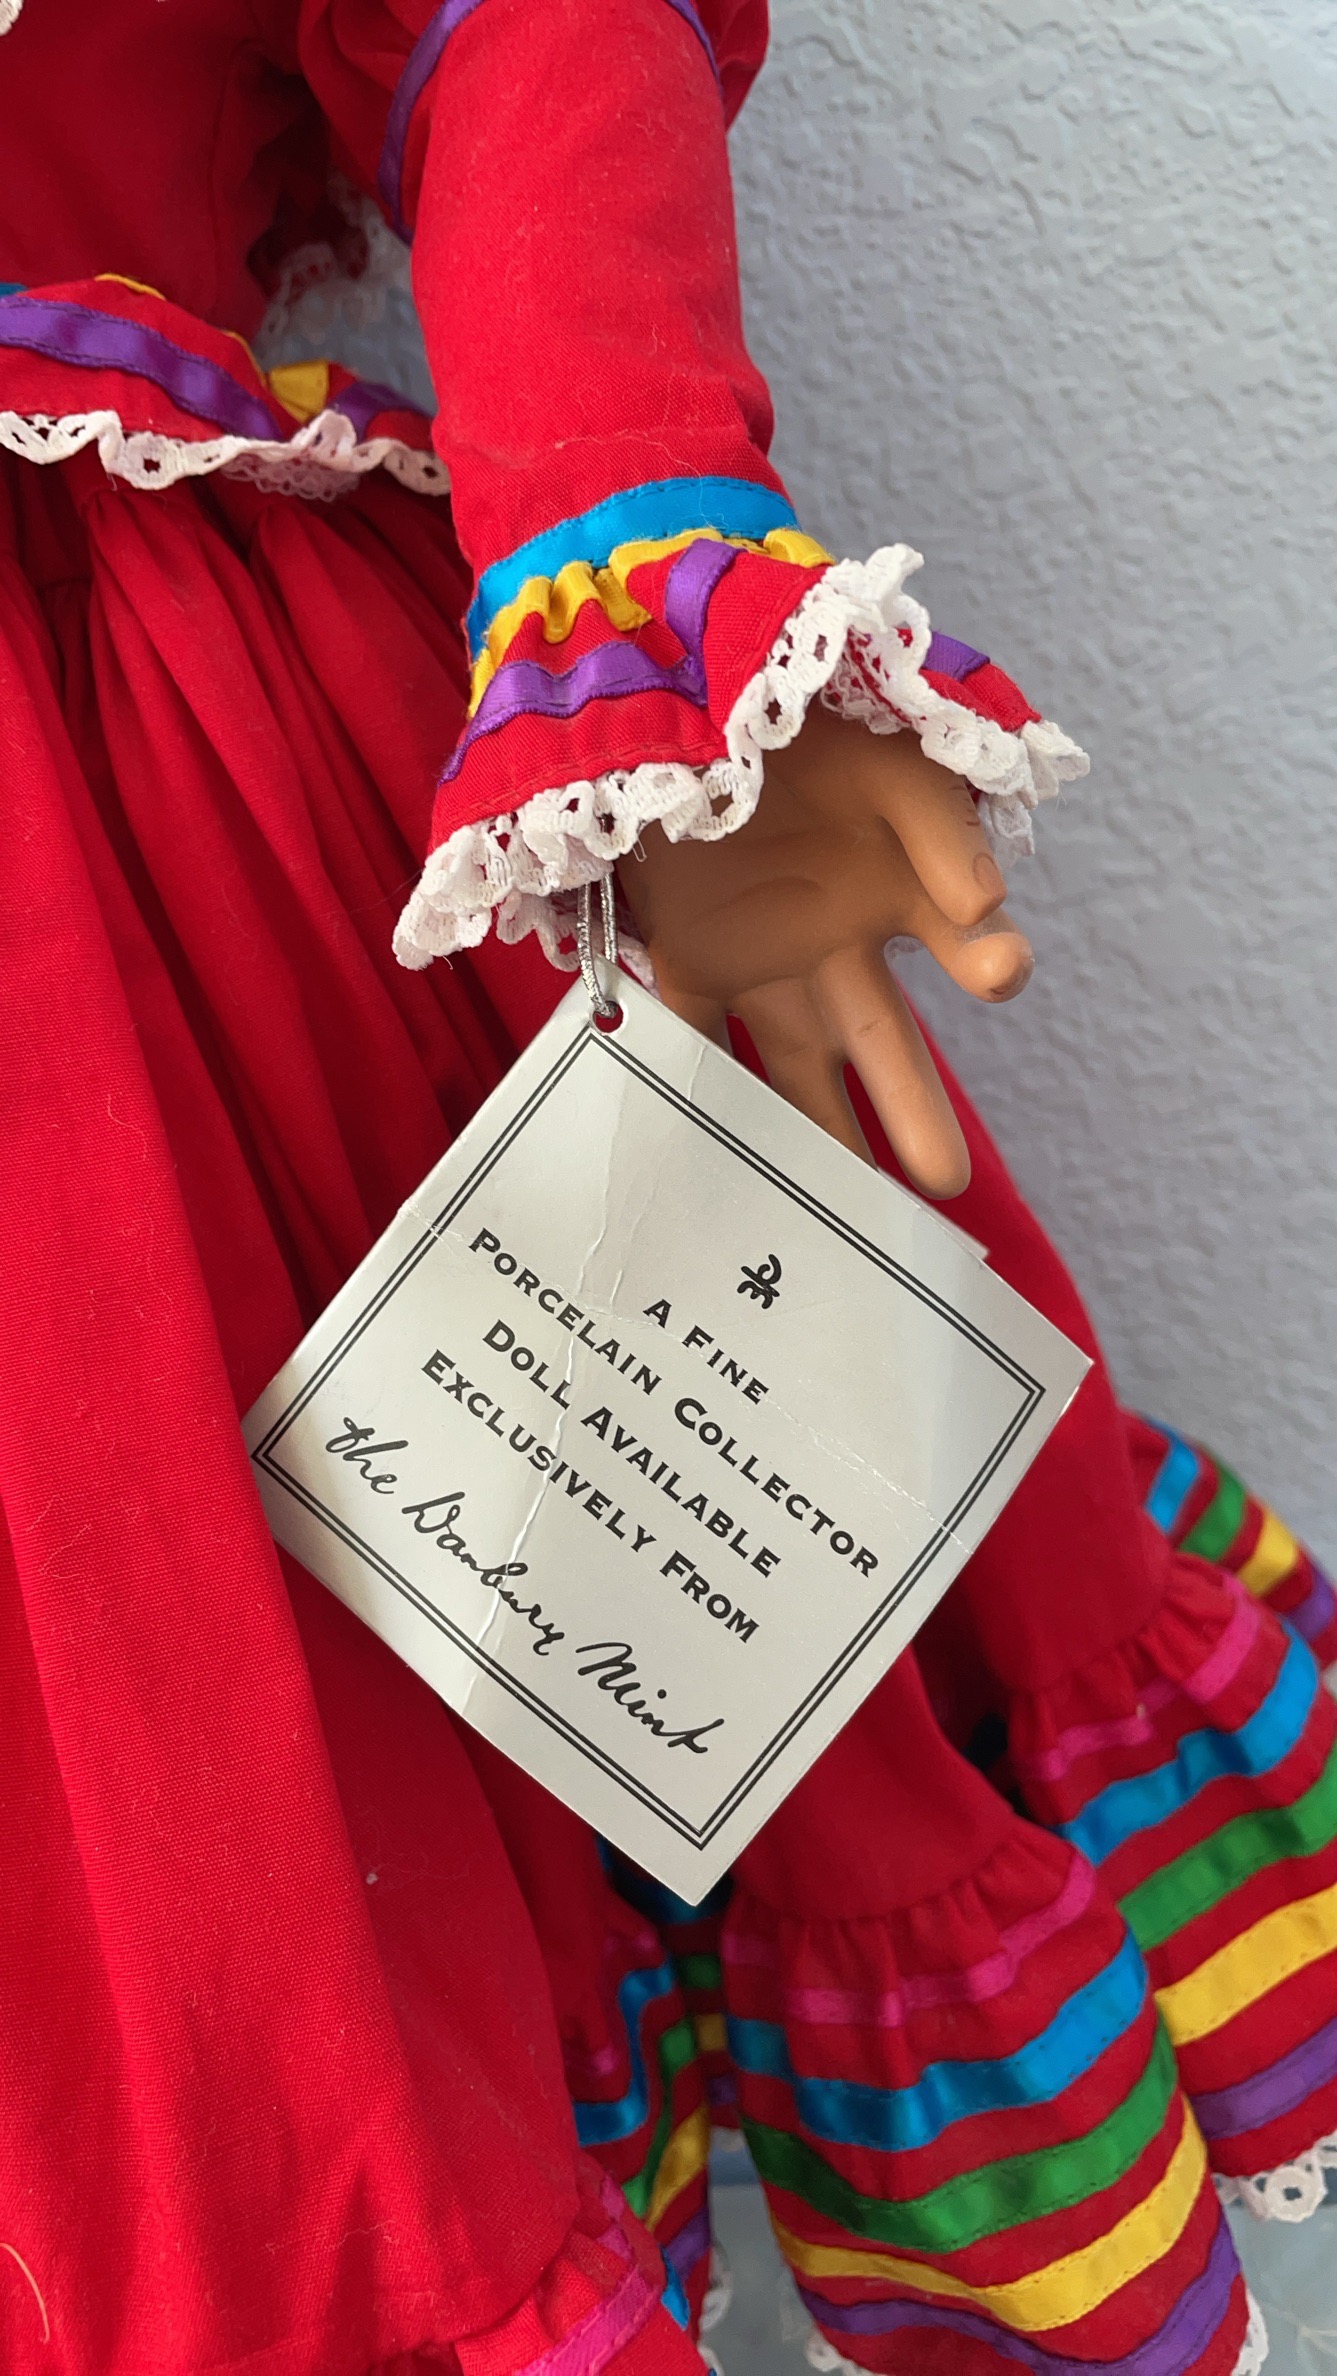 A FINE
PORCELAIN COLLECTOR
DOLL AVAILABLE
EXCLUSIVELY FROM
the Danbury Mint